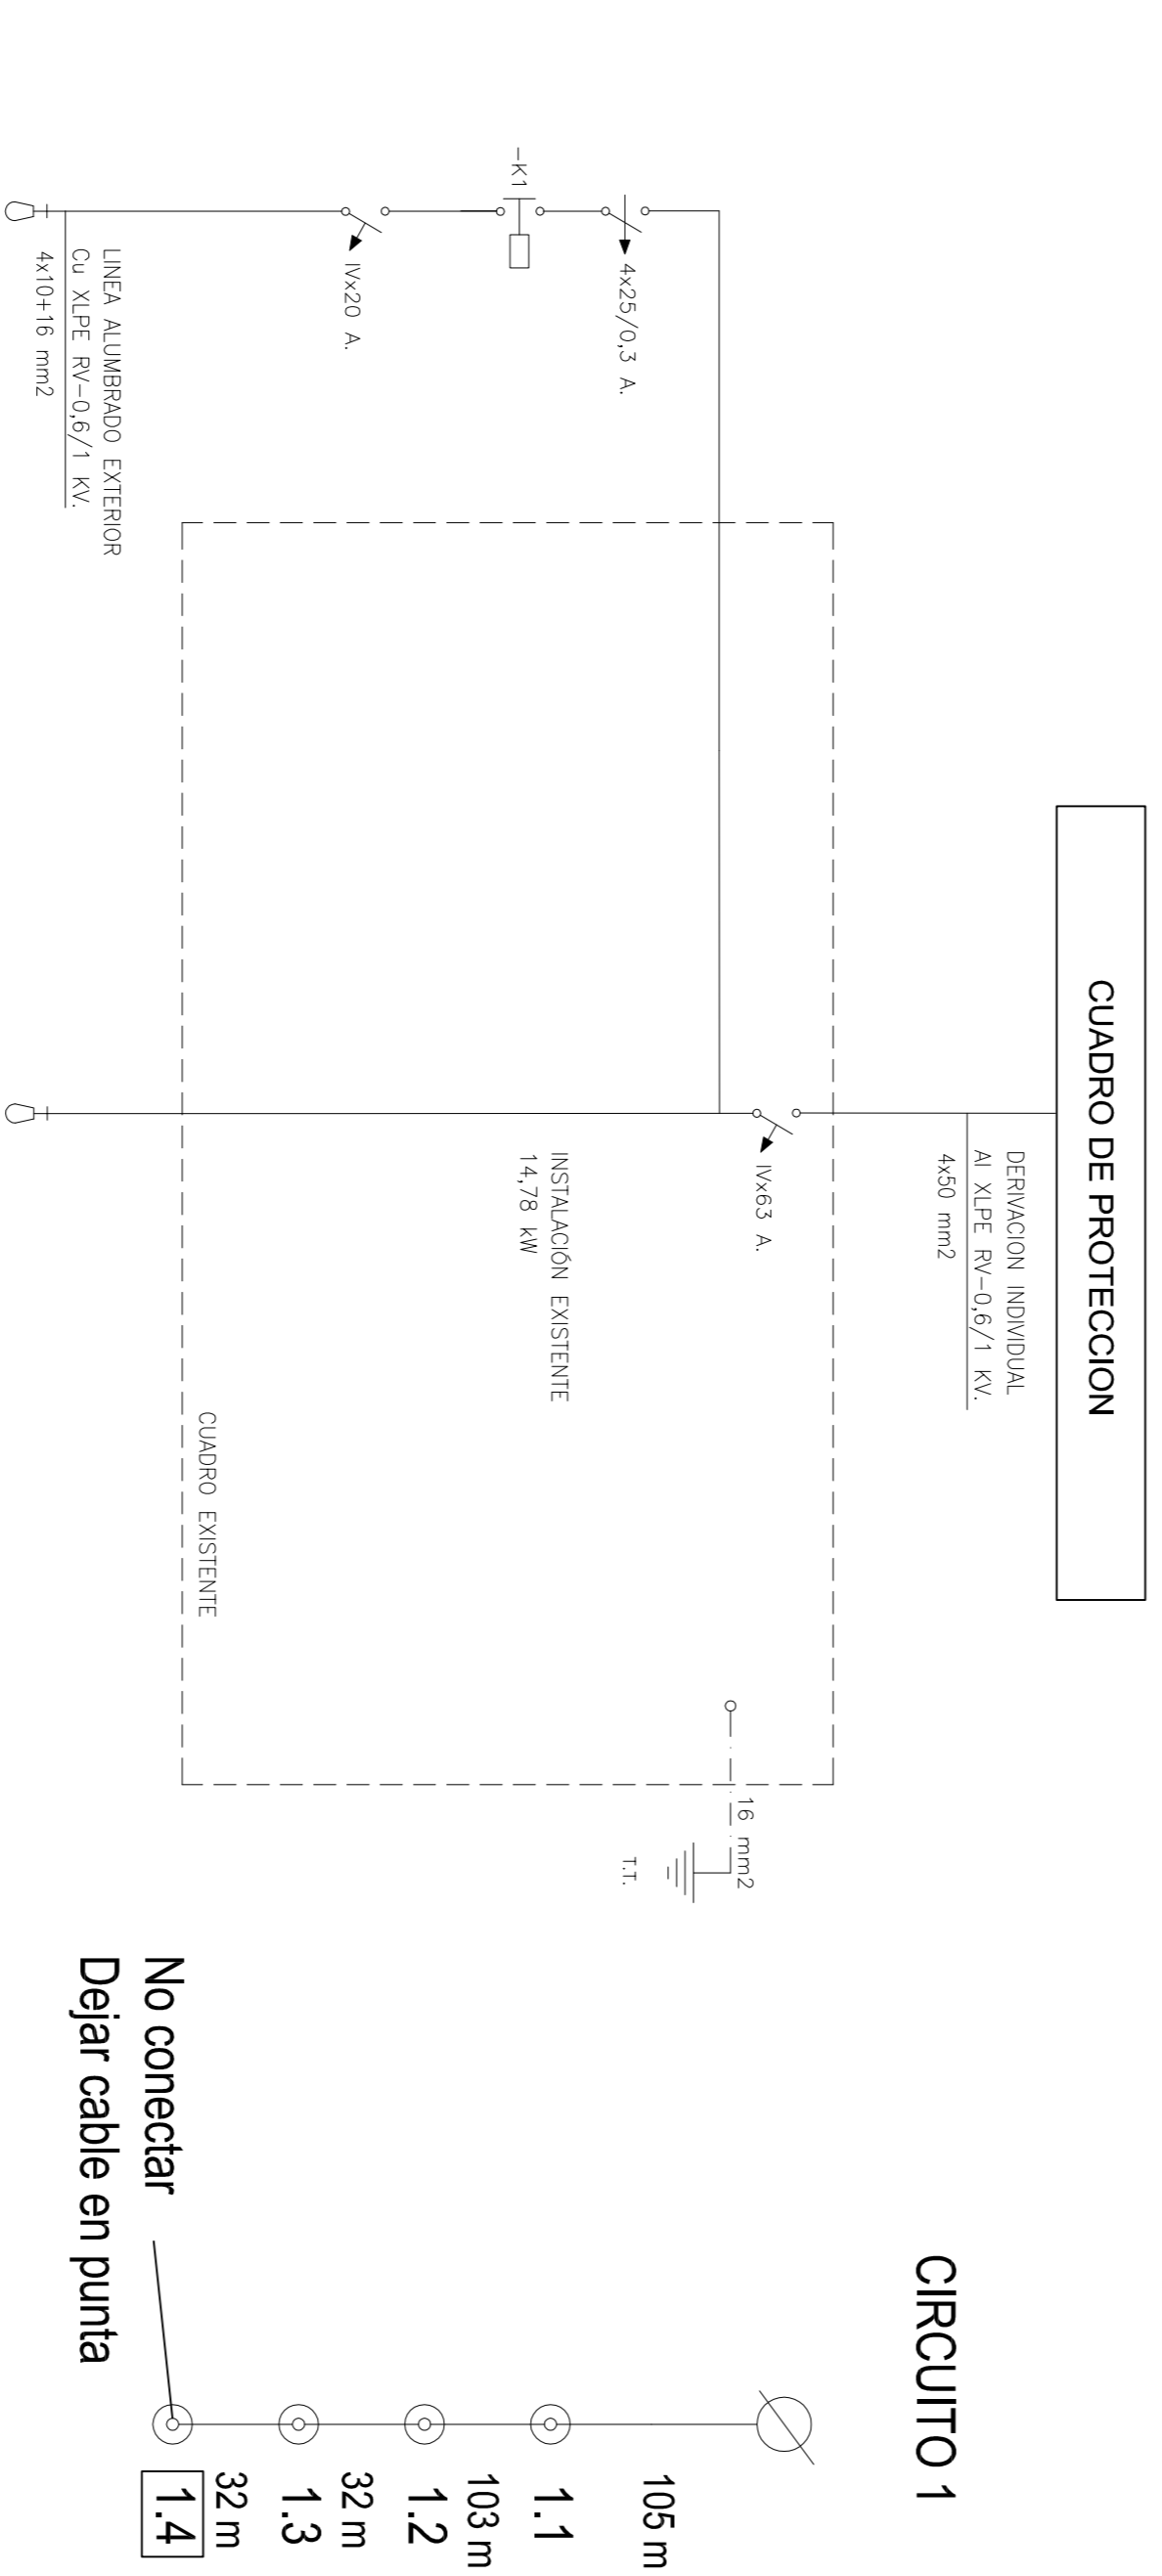 CUADRO DE PROTECCION
DERIVACION INDIVIDUAL
Al XLPE RV-0,6/1 KV.
4x50 mm2
IVx63 A.
INSTALACIÓN EXISTENTE
14,78 kW
CUADRO EXISTENTE
16 mm2
T.T.
4x25/0,3 A.
-K1
IVx20 A.
LINEA ALUMBRADO EXTERIOR
Cu XLPE RV-0,6/1 KV.
4x10+16 mm2
CIRCUITO 1
105 m
1.1
103 m
1.2
32 m
1.3
32 m
1.4
No conectar
Dejar cable en punta